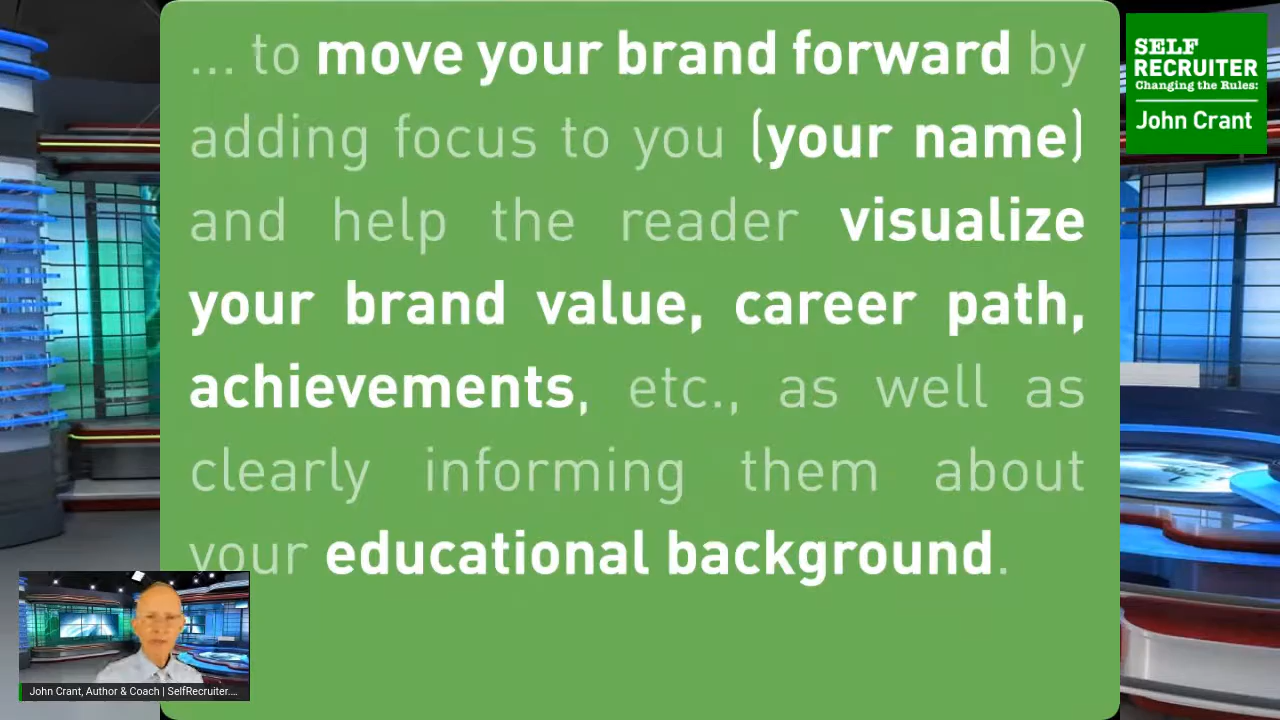 ... to move your brand forward by
adding focus to you (your name)
and help the reader visualize
your brand value, career path,
achievements, etc., as well as
clearly informing them about
your educational background.
SELF
RECRUITER
Changing the Rules:
John Crant
John Crant, Author & Coach | SelfRecruiter....